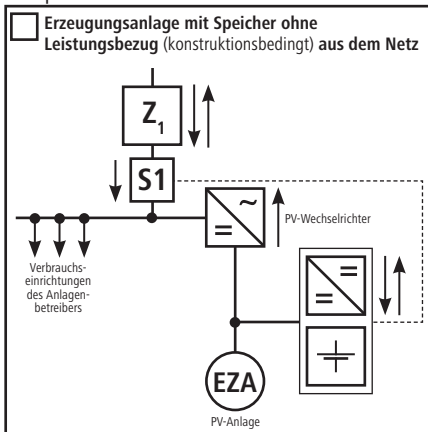 Erzeugungsanlage mit Speicher ohne
Leistungsbezug (konstruktionsbedingt) aus dem Netz
Z1
S1
PV-Wechselrichter
Verbrauchs-
einrichtungen
des Anlagen-
betreibers
EZA
PV-Anlage